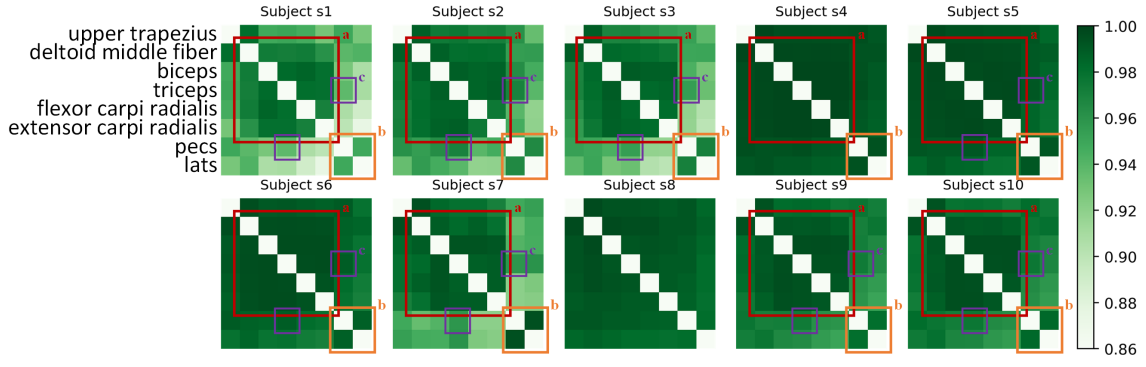 Subject s1 Subject s2 Subject s3 Subject s4 Subject s5
upper trapezius
deltoid middle fiber
biceps
triceps
flexor carpi radialis
extensor carpi radialis
pecs
lats
a a a a a
c c c c
b b b b b
Subject s6 Subject s7 Subject s8 Subject s9 Subject s10
a a a a
c c c c
b b b b
1.00
0.98
0.96
0.94
0.92
0.90
0.88
0.86